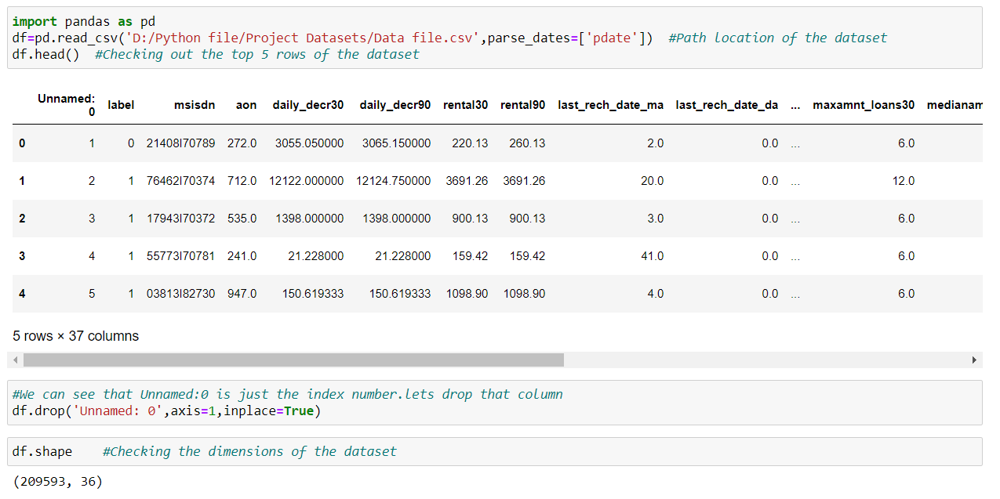 import pandas as pd
df=pd.read_csv('D:/Python file/Project Datasets/Data file.csv',parse_dates=['pdate'])  #Path location of the dataset
df.head()  #Checking out the top 5 rows of the dataset
Unnamed: 0 label msisdn aon daily_decr30 daily_decr90 rental30 rental90 last_rech_date_ma last_rech_date_da ... maxamnt_loans30 medianam
0 1 0 21408I70789 272.0 3055.050000 3065.150000 220.13 260.13 2.0 0.0 ... 6.0
1 2 1 76462I70374 712.0 12122.000000 12124.750000 3691.26 3691.26 20.0 0.0 ... 12.0
2 3 1 17943I70372 535.0 1398.000000 1398.000000 900.13 900.13 3.0 0.0 ... 6.0
3 4 1 55773I70781 241.0 21.228000 21.228000 159.42 159.42 41.0 0.0 ... 6.0
4 5 1 03813I82730 947.0 150.619333 150.619333 1098.90 1098.90 4.0 0.0 ... 6.0
5 rows × 37 columns
#We can see that Unnamed:0 is just the index number.lets drop that column
df.drop('Unnamed: 0',axis=1,inplace=True)
df.shape    #Checking the dimensions of the dataset
(209593, 36)